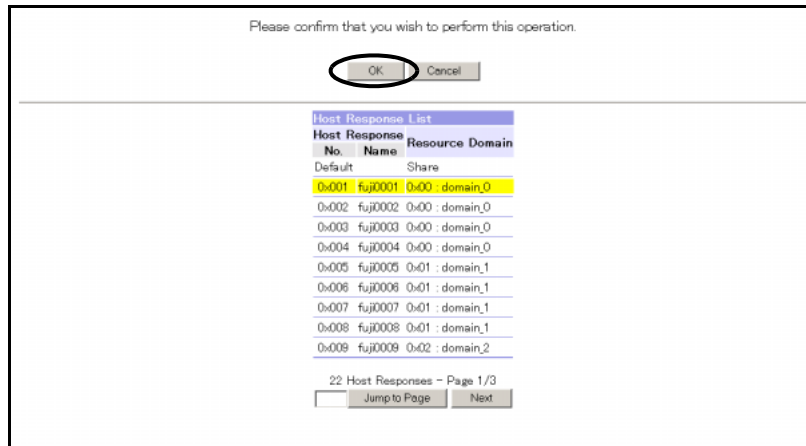 Please confirm that you wish to perform this operation.
OK Cancel
Host Response List
Host Response Resource Domain
No. Name
Default Share
0x001 fuji0001 0x00 : domain_0
0x002 fuji0002 0x00 : domain_0
0x003 fuji0003 0x00 : domain_0
0x004 fuji0004 0x00 : domain_0
0x005 fuji0005 0x01 : domain_1
0x006 fuji0006 0x01 : domain_1
0x007 fuji0007 0x01 : domain_1
0x008 fuji0008 0x01 : domain_1
0x009 fuji0009 0x02 : domain_2
22 Host Responses - Page 1/3
Jump to Page Next